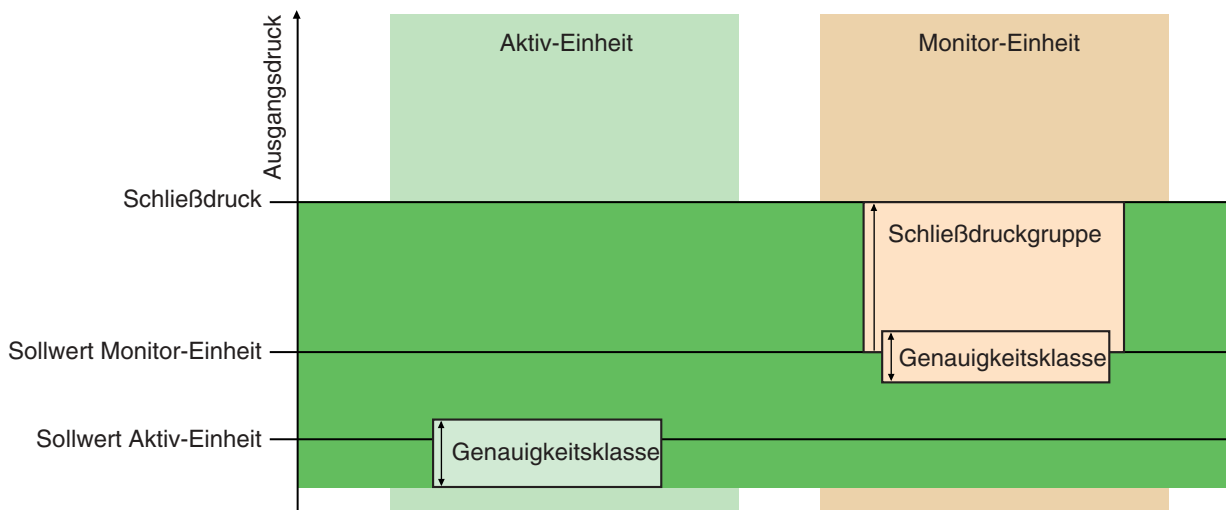 Ausgangsdruck
Aktiv-Einheit
Monitor-Einheit
Schließdruck
Schließdruckgruppe
Sollwert Monitor-Einheit
Genauigkeitsklasse
Sollwert Aktiv-Einheit
Genauigkeitsklasse